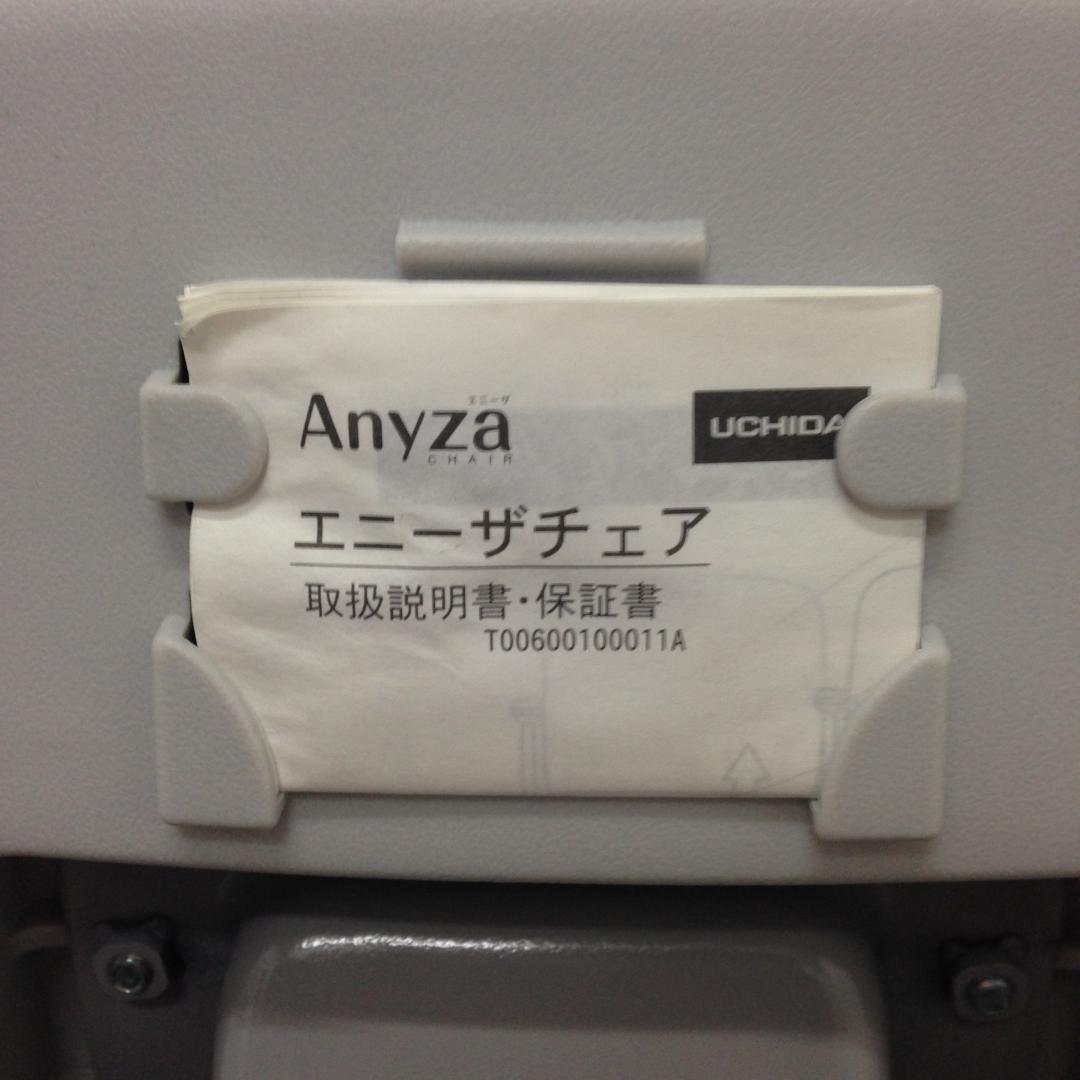 エニーザ
Anyza
CHAIR
UCHIDA
エニーザチェア
取扱説明書・保証書
T00600100011A